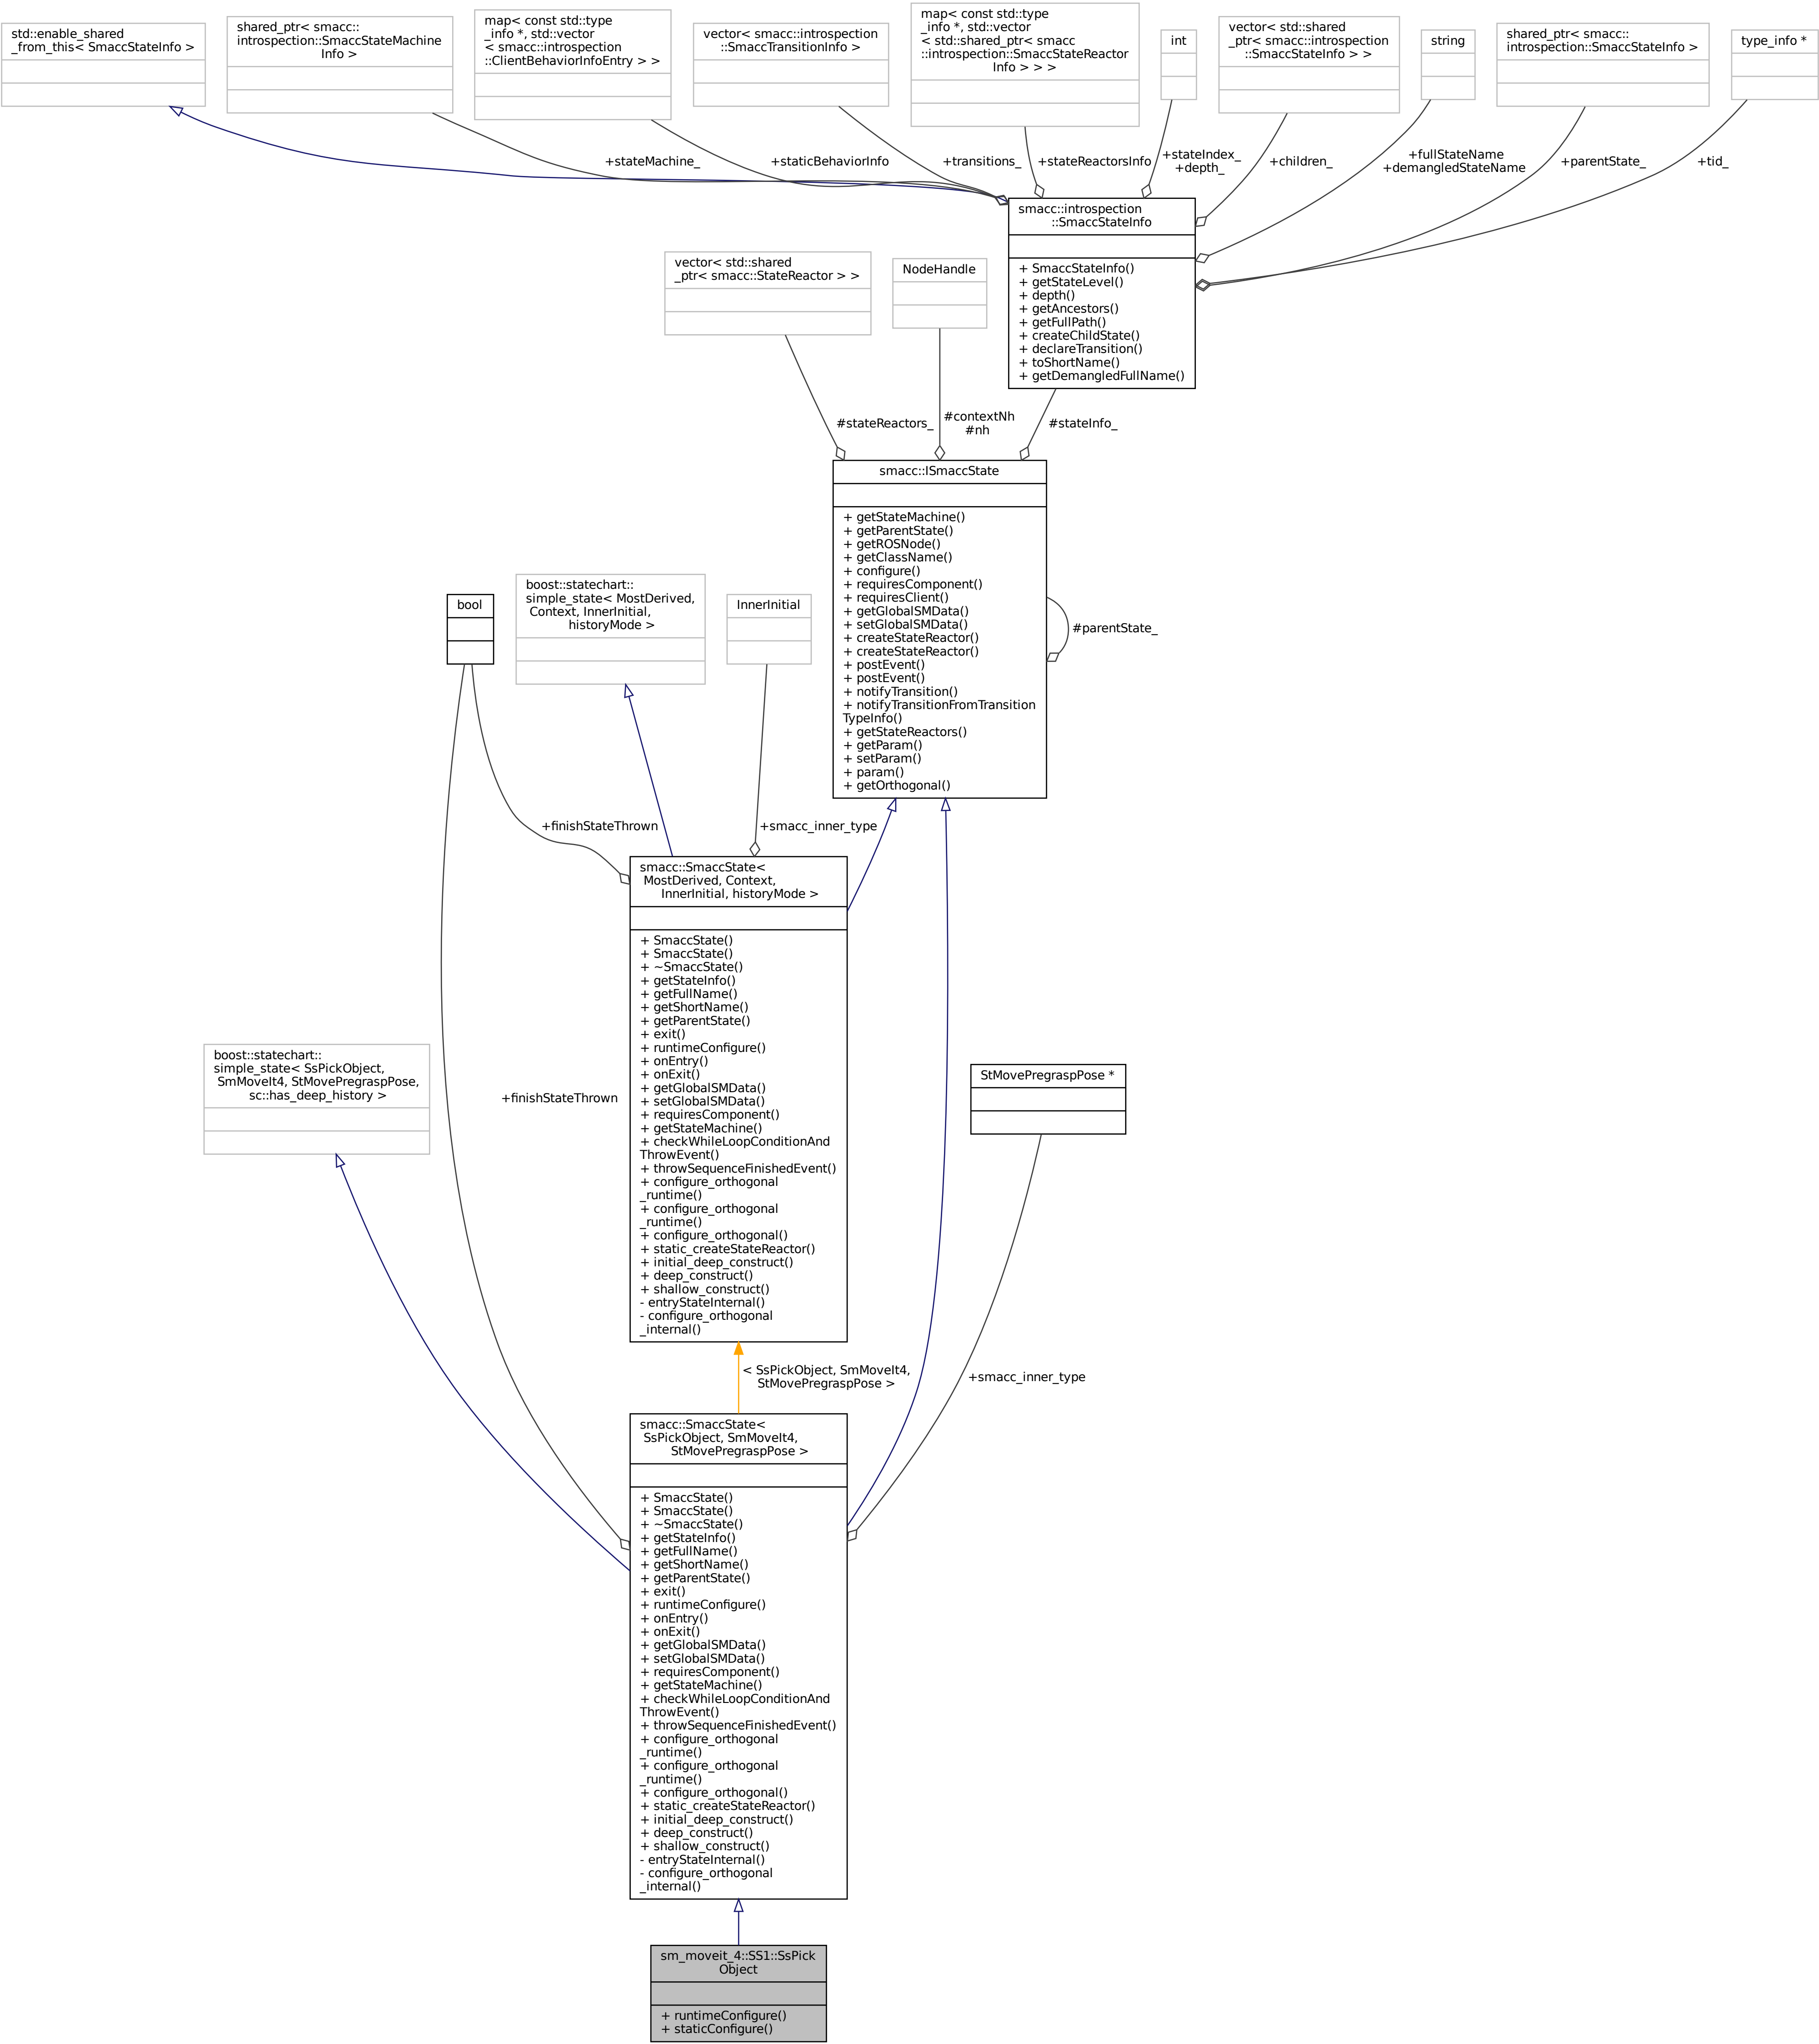 std::enable_shared
_from_this< SmaccStateInfo >
shared_ptr< smacc::
introspection::SmaccStateMachine
Info >
map< const std::type
_info *, std::vector
< smacc::introspection
::ClientBehaviorInfoEntry > >
vector< smacc::introspection
::SmaccTransitionInfo >
map< const std::type
_info *, std::vector
< std::shared_ptr< smacc
::introspection::SmaccStateReactor
Info > > >
int
vector< std::shared
_ptr< smacc::introspection
::SmaccStateInfo > >
string
shared_ptr< smacc::
introspection::SmaccStateInfo >
type_info *
+stateMachine_
+staticBehaviorInfo
+transitions_
+stateReactorsInfo
+stateIndex_
+depth_
+children_
+fullStateName
+demangledStateName
+parentState_
+tid_
smacc::introspection
::SmaccStateInfo
+ SmaccStateInfo()
+ getStateLevel()
+ depth()
+ getAncestors()
+ getFullPath()
+ createChildState()
+ declareTransition()
+ toShortName()
+ getDemangledFullName()
vector< std::shared
_ptr< smacc::StateReactor > >
NodeHandle
#stateReactors_
#contextNh
#nh
#stateInfo_
smacc::ISmaccState
+ getStateMachine()
+ getParentState()
+ getROSNode()
+ getClassName()
+ configure()
+ requiresComponent()
+ requiresClient()
+ getGlobalSMData()
+ setGlobalSMData()
+ createStateReactor()
+ createStateReactor()
+ postEvent()
+ postEvent()
+ notifyTransition()
+ notifyTransitionFromTransition
TypeInfo()
+ getStateReactors()
+ getParam()
+ setParam()
+ param()
+ getOrthogonal()
#parentState_
bool
boost::statechart::
simple_state< MostDerived,
Context, InnerInitial,
historyMode >
InnerInitial
+finishStateThrown
+smacc_inner_type
smacc::SmaccState<
MostDerived, Context,
InnerInitial, historyMode >
+ SmaccState()
+ SmaccState()
+ ~SmaccState()
+ getStateInfo()
+ getFullName()
+ getShortName()
+ getParentState()
+ exit()
+ runtimeConfigure()
+ onEntry()
+ onExit()
+ getGlobalSMData()
+ setGlobalSMData()
+ requiresComponent()
+ getStateMachine()
+ checkWhileLoopConditionAnd
ThrowEvent()
+ throwSequenceFinishedEvent()
+ configure_orthogonal
_runtime()
+ configure_orthogonal
_runtime()
+ configure_orthogonal()
+ static_createStateReactor()
+ initial_deep_construct()
+ deep_construct()
+ shallow_construct()
- entryStateInternal()
- configure_orthogonal
_internal()
boost::statechart::
simple_state< SsPickObject,
SmMoveIt4, StMovePregraspPose,
sc::has_deep_history >
+finishStateThrown
StMovePregraspPose *
< SsPickObject, SmMoveIt4,
StMovePregraspPose >
+smacc_inner_type
smacc::SmaccState<
SsPickObject, SmMoveIt4,
StMovePregraspPose >
+ SmaccState()
+ SmaccState()
+ ~SmaccState()
+ getStateInfo()
+ getFullName()
+ getShortName()
+ getParentState()
+ exit()
+ runtimeConfigure()
+ onEntry()
+ onExit()
+ getGlobalSMData()
+ setGlobalSMData()
+ requiresComponent()
+ getStateMachine()
+ checkWhileLoopConditionAnd
ThrowEvent()
+ throwSequenceFinishedEvent()
+ configure_orthogonal
_runtime()
+ configure_orthogonal
_runtime()
+ configure_orthogonal()
+ static_createStateReactor()
+ initial_deep_construct()
+ deep_construct()
+ shallow_construct()
- entryStateInternal()
- configure_orthogonal
_internal()
sm_moveit_4::SS1::SsPick
Object
+ runtimeConfigure()
+ staticConfigure()